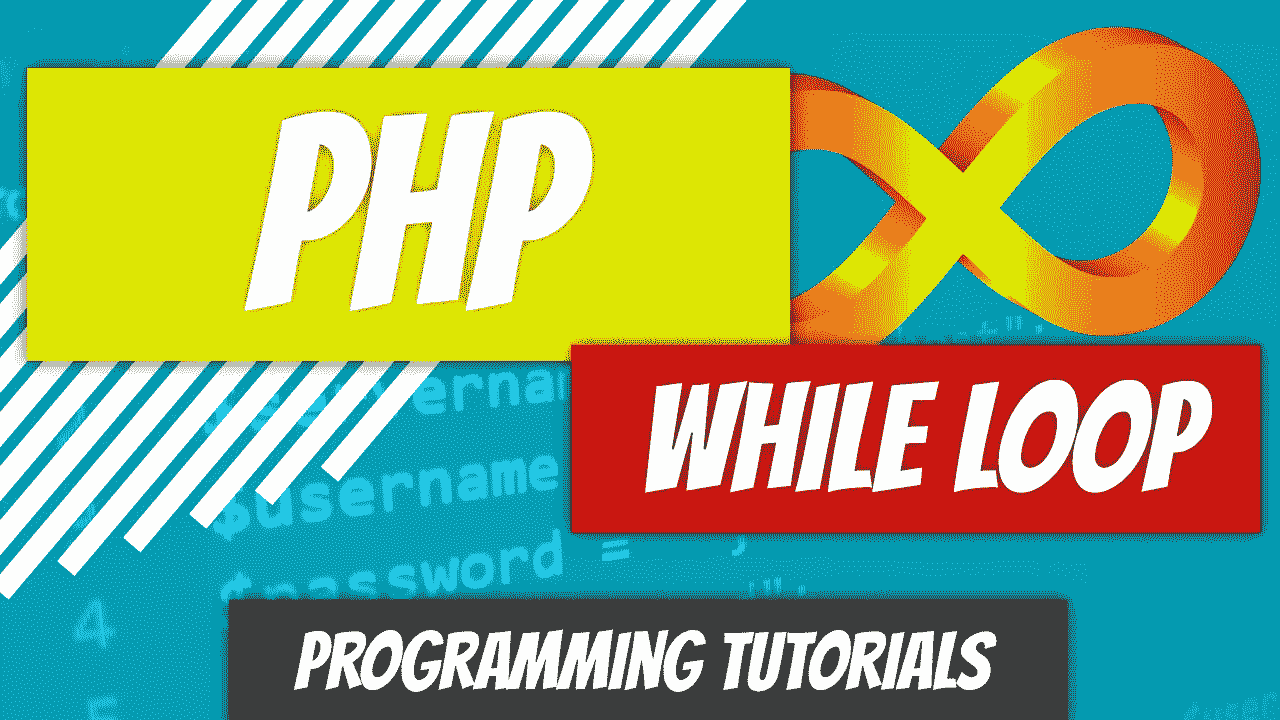 PHP
WHILE LOOP
$username
$password =
4
PROGRAMMING TUTORIALS